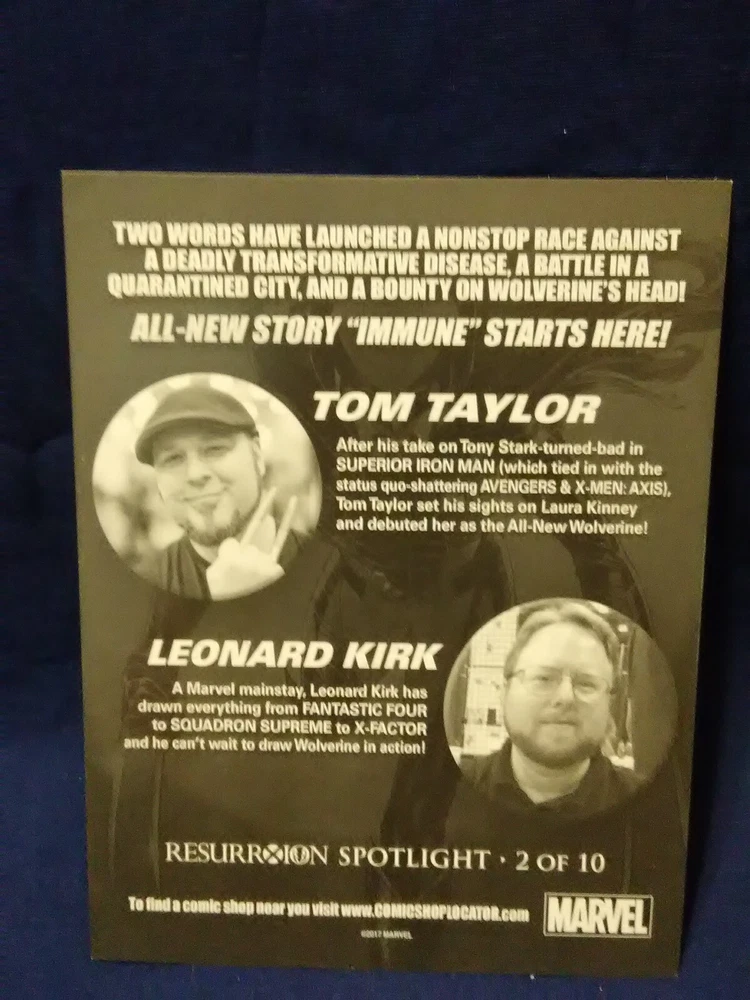 TWO WORDS HAVE LAUNCHED A NONSTOP RACE AGAINST
A DEADLY TRANSFORMATIVE DISEASE, A BATTLE IN A
QUARANTINED CITY, AND A BOUNTY ON WOLVERINE'S HEAD!
ALL-NEW STORY “IMMUNE” STARTS HERE!
TOM TAYLOR
After his take on Tony Stark-turned-bad in
SUPERIOR IRON MAN (which tied in with the
status quo-shattering AVENGERS & X-MEN: AXIS),
Tom Taylor set his sights on Laura Kinney
and debuted her as the All-New Wolverine!
LEONARD KIRK
A Marvel mainstay, Leonard Kirk has
drawn everything from FANTASTIC FOUR
to SQUADRON SUPREME to X-FACTOR
and he can't wait to draw Wolverine in action!
RESURRXION SPOTLIGHT · 2 OF 10
To find a comic shop near you visit www.COMICSHOPLOCATOR.com
MARVEL
©2017 MARVEL